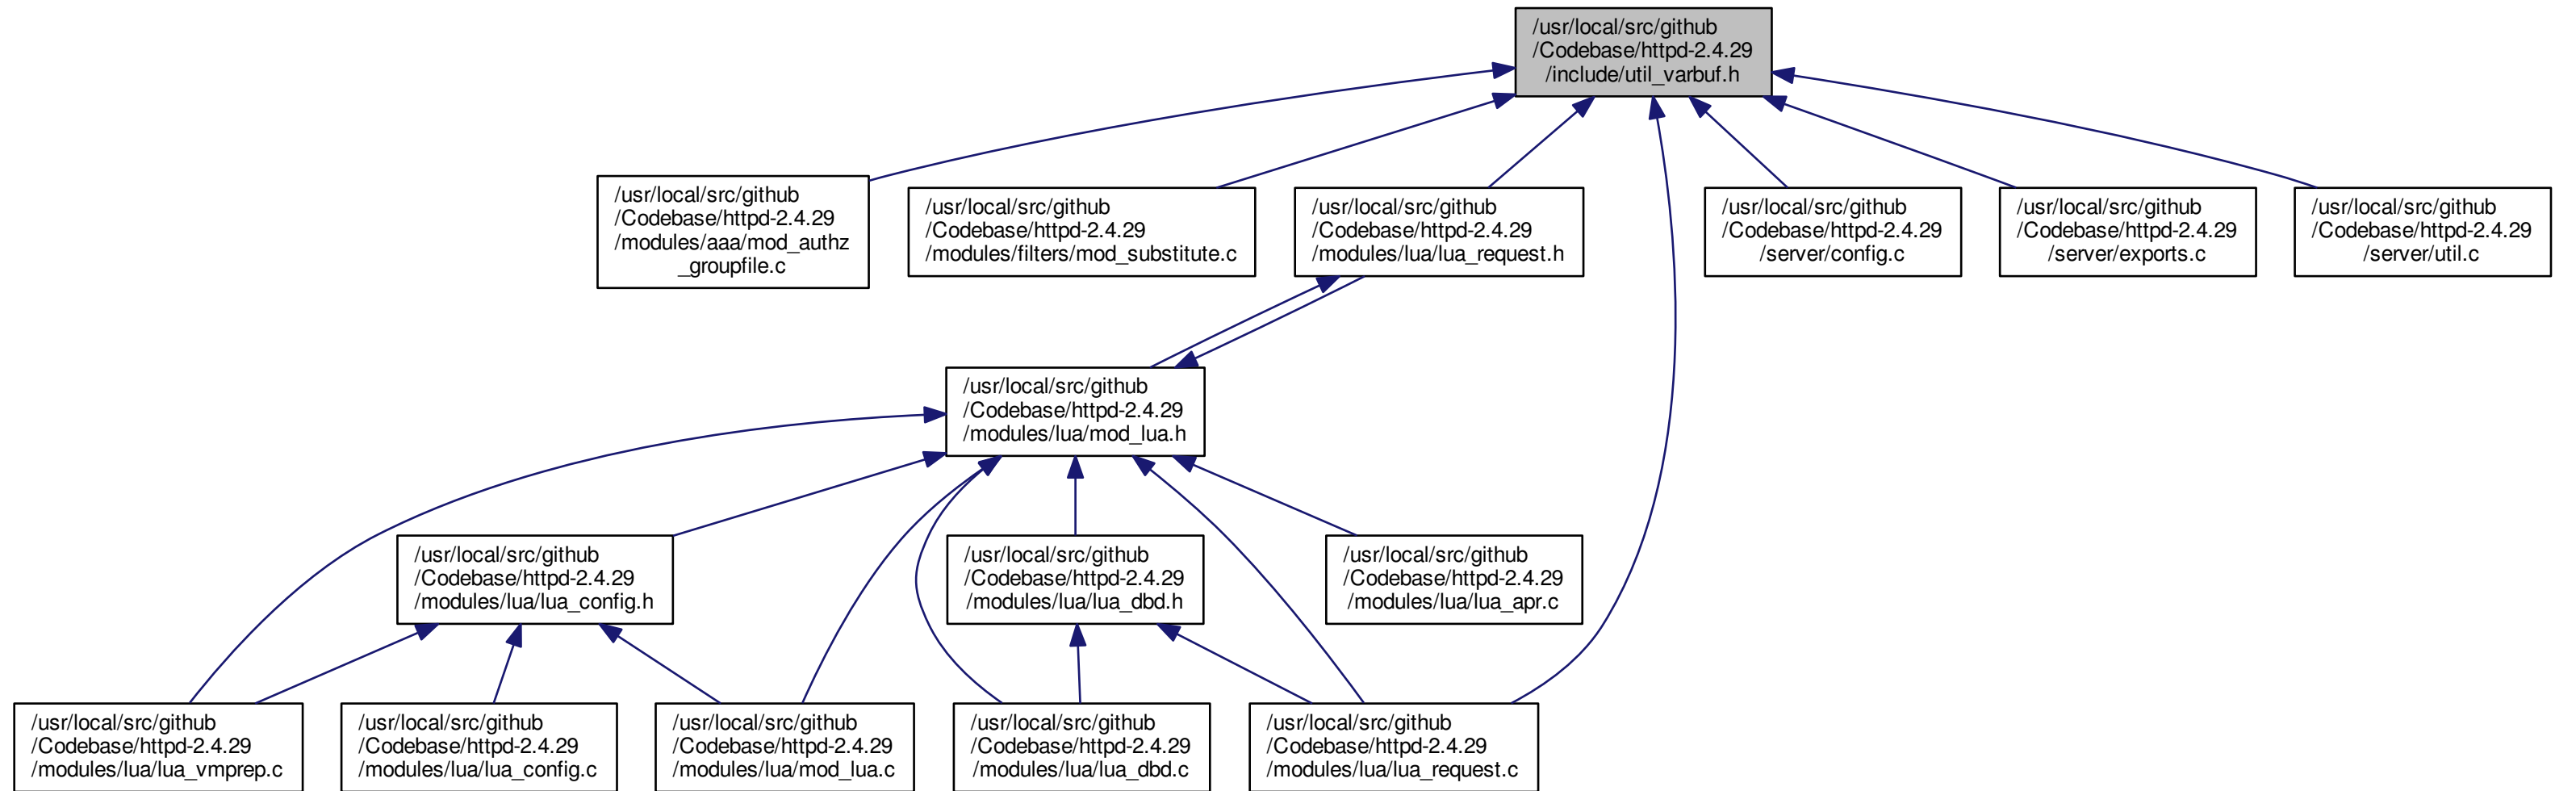 /usr/local/src/github
/Codebase/httpd-2.4.29
/include/util_varbuf.h
/usr/local/src/github
/Codebase/httpd-2.4.29
/modules/aaa/mod_authz
_groupfile.c
/usr/local/src/github
/Codebase/httpd-2.4.29
/modules/filters/mod_substitute.c
/usr/local/src/github
/Codebase/httpd-2.4.29
/modules/lua/lua_request.h
/usr/local/src/github
/Codebase/httpd-2.4.29
/server/config.c
/usr/local/src/github
/Codebase/httpd-2.4.29
/server/exports.c
/usr/local/src/github
/Codebase/httpd-2.4.29
/server/util.c
/usr/local/src/github
/Codebase/httpd-2.4.29
/modules/lua/mod_lua.h
/usr/local/src/github
/Codebase/httpd-2.4.29
/modules/lua/lua_config.h
/usr/local/src/github
/Codebase/httpd-2.4.29
/modules/lua/lua_dbd.h
/usr/local/src/github
/Codebase/httpd-2.4.29
/modules/lua/lua_apr.c
/usr/local/src/github
/Codebase/httpd-2.4.29
/modules/lua/lua_vmprep.c
/usr/local/src/github
/Codebase/httpd-2.4.29
/modules/lua/lua_config.c
/usr/local/src/github
/Codebase/httpd-2.4.29
/modules/lua/mod_lua.c
/usr/local/src/github
/Codebase/httpd-2.4.29
/modules/lua/lua_dbd.c
/usr/local/src/github
/Codebase/httpd-2.4.29
/modules/lua/lua_request.c